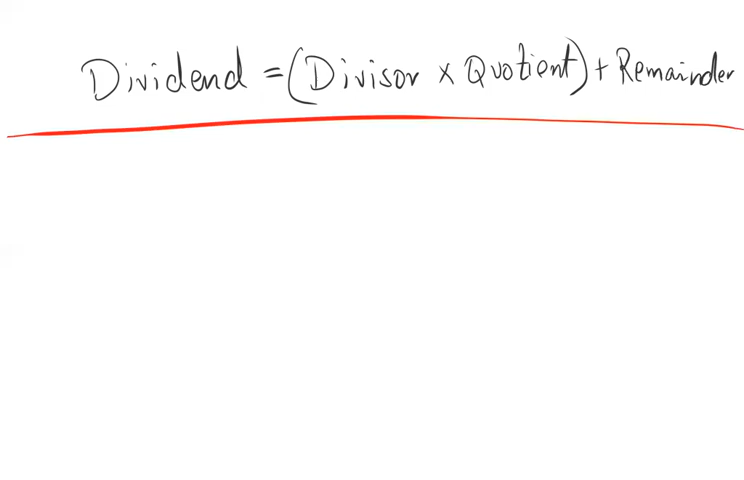 Dividend = (Divisor × Quotient) + Remainder